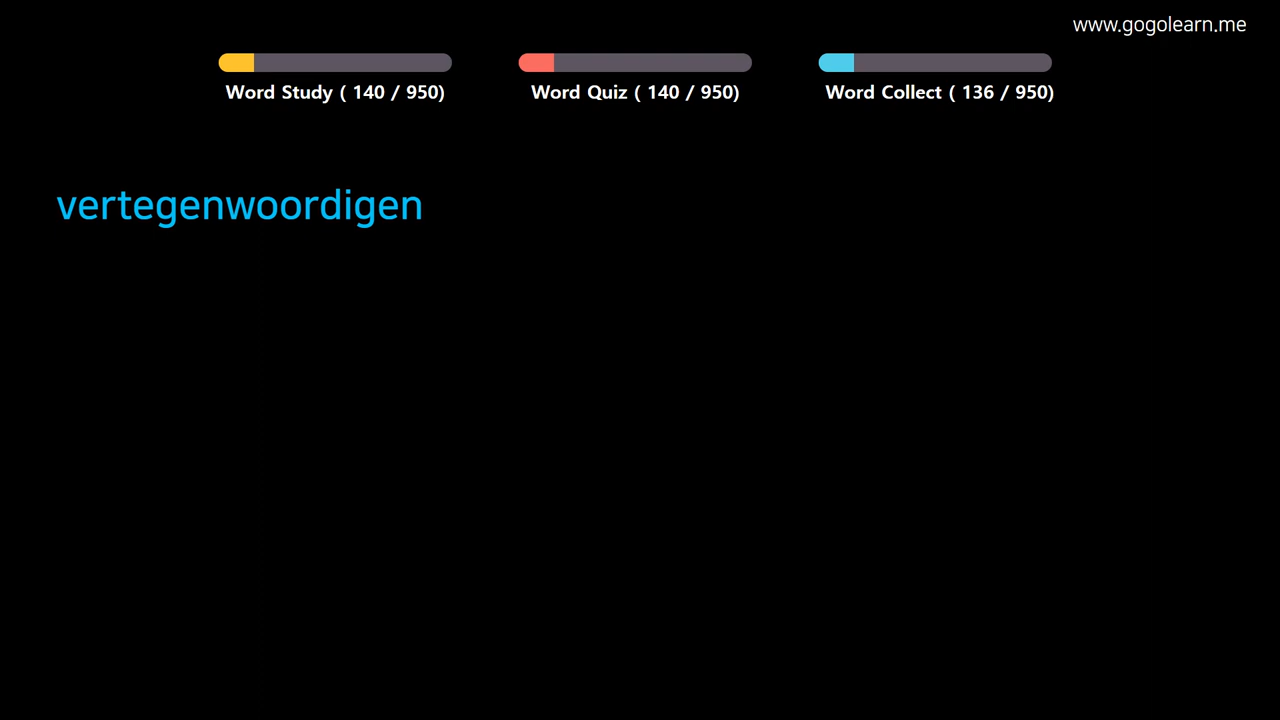 www.gogolearn.me
Word Study ( 140 / 950)
Word Quiz ( 140 / 950)
Word Collect ( 136 / 950)
vertegenwoordigen